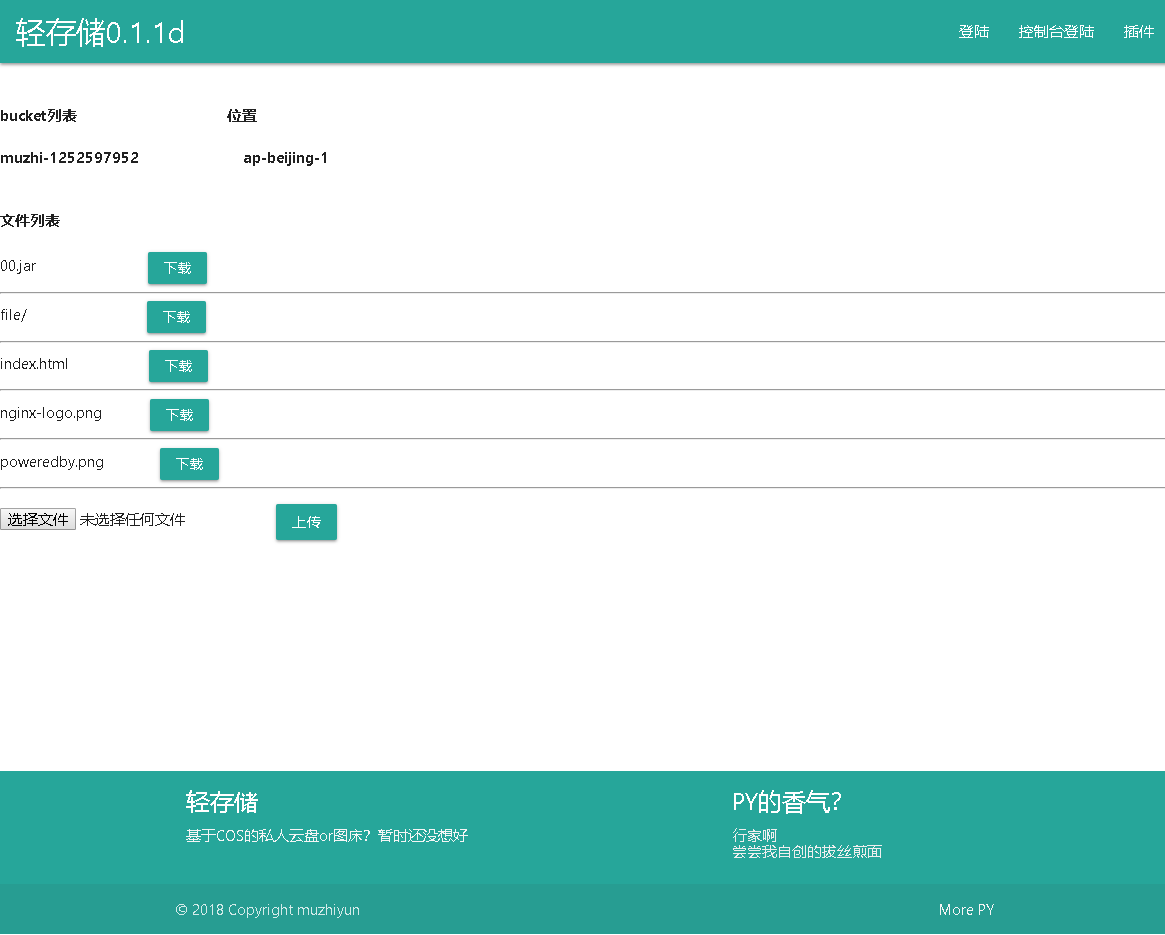 轻存储0.1.1d 登陆 控制台登陆 插件
bucket列表 位置
muzhi-1252597952 ap-beijing-1
文件列表
00.jar 下载
file/ 下载
index.html 下载
nginx-logo.png 下载
poweredby.png 下载
选择文件 未选择任何文件 上传
轻存储
基于COS的私人云盘or图床？暂时还没想好
PY的香气？
行家啊
尝尝我自创的拔丝煎面
© 2018 Copyright muzhiyun More PY